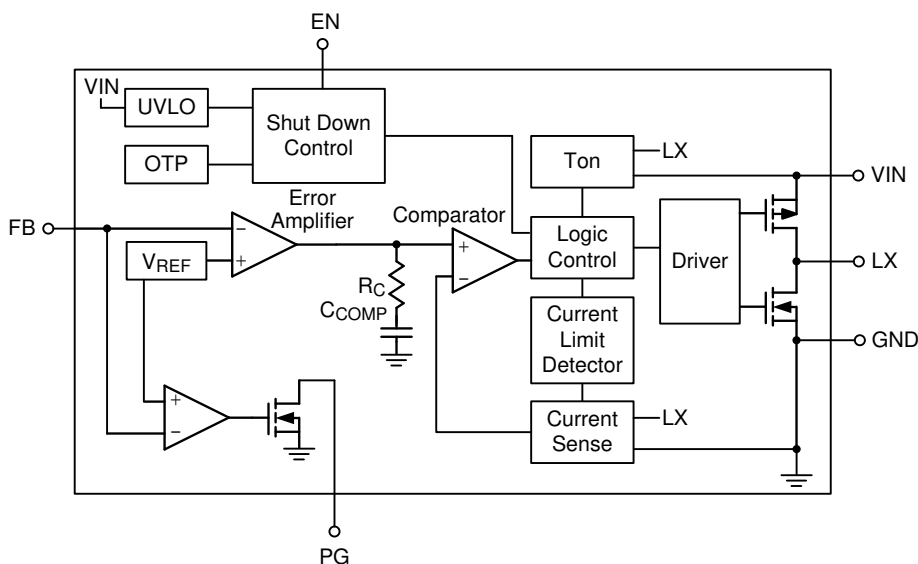 EN
VIN
UVLO
OTP
Shut Down
Control
Ton
LX
VIN
Error
Amplifier
Comparator
FB
−
+
VREF
+
−
Logic
Control
Driver
LX
RC
CCOMP
Current
Limit
Detector
GND
+
−
Current
Sense
LX
PG